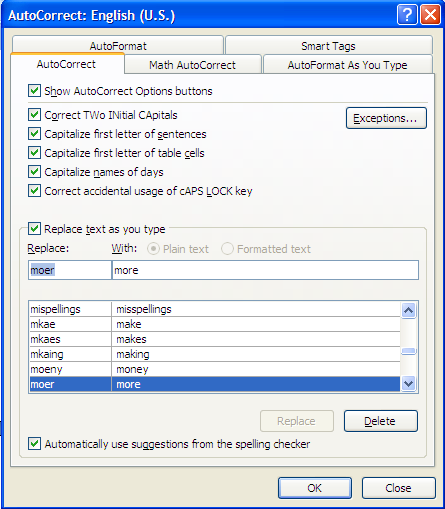 AutoCorrect: English (U.S.)
AutoFormat Smart Tags
AutoCorrect Math AutoCorrect AutoFormat As You Type
Show AutoCorrect Options buttons
Correct TWo INitial CApitals Exceptions...
Capitalize first letter of sentences
Capitalize first letter of table cells
Capitalize names of days
Correct accidental usage of cAPS LOCK key
Replace text as you type
Replace: With: Plain text Formatted text
moer more
mispellings misspellings
mkae make
mkaes makes
mkaing making
moeny money
moer more
Replace Delete
Automatically use suggestions from the spelling checker
OK Close